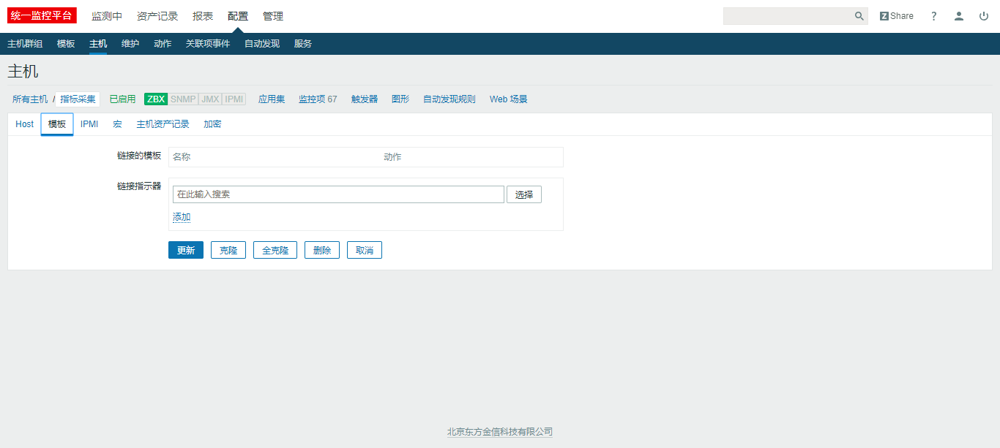 统一监控平台 监测中 资产记录 报表 配置 管理 Z Share ?
主机群组 模板 主机 维护 动作 关联项事件 自动发现 服务
主机
所有主机 / 指标采集 已启用 ZBX SNMP JMX IPMI 应用集 监控项 67 触发器 图形 自动发现规则 Web 场景
Host 模板 IPMI 宏 主机资产记录 加密
链接的模板 名称 动作
链接指示器
在此输入搜索 选择
添加
更新 克隆 全克隆 删除 取消
北京东方金信科技有限公司